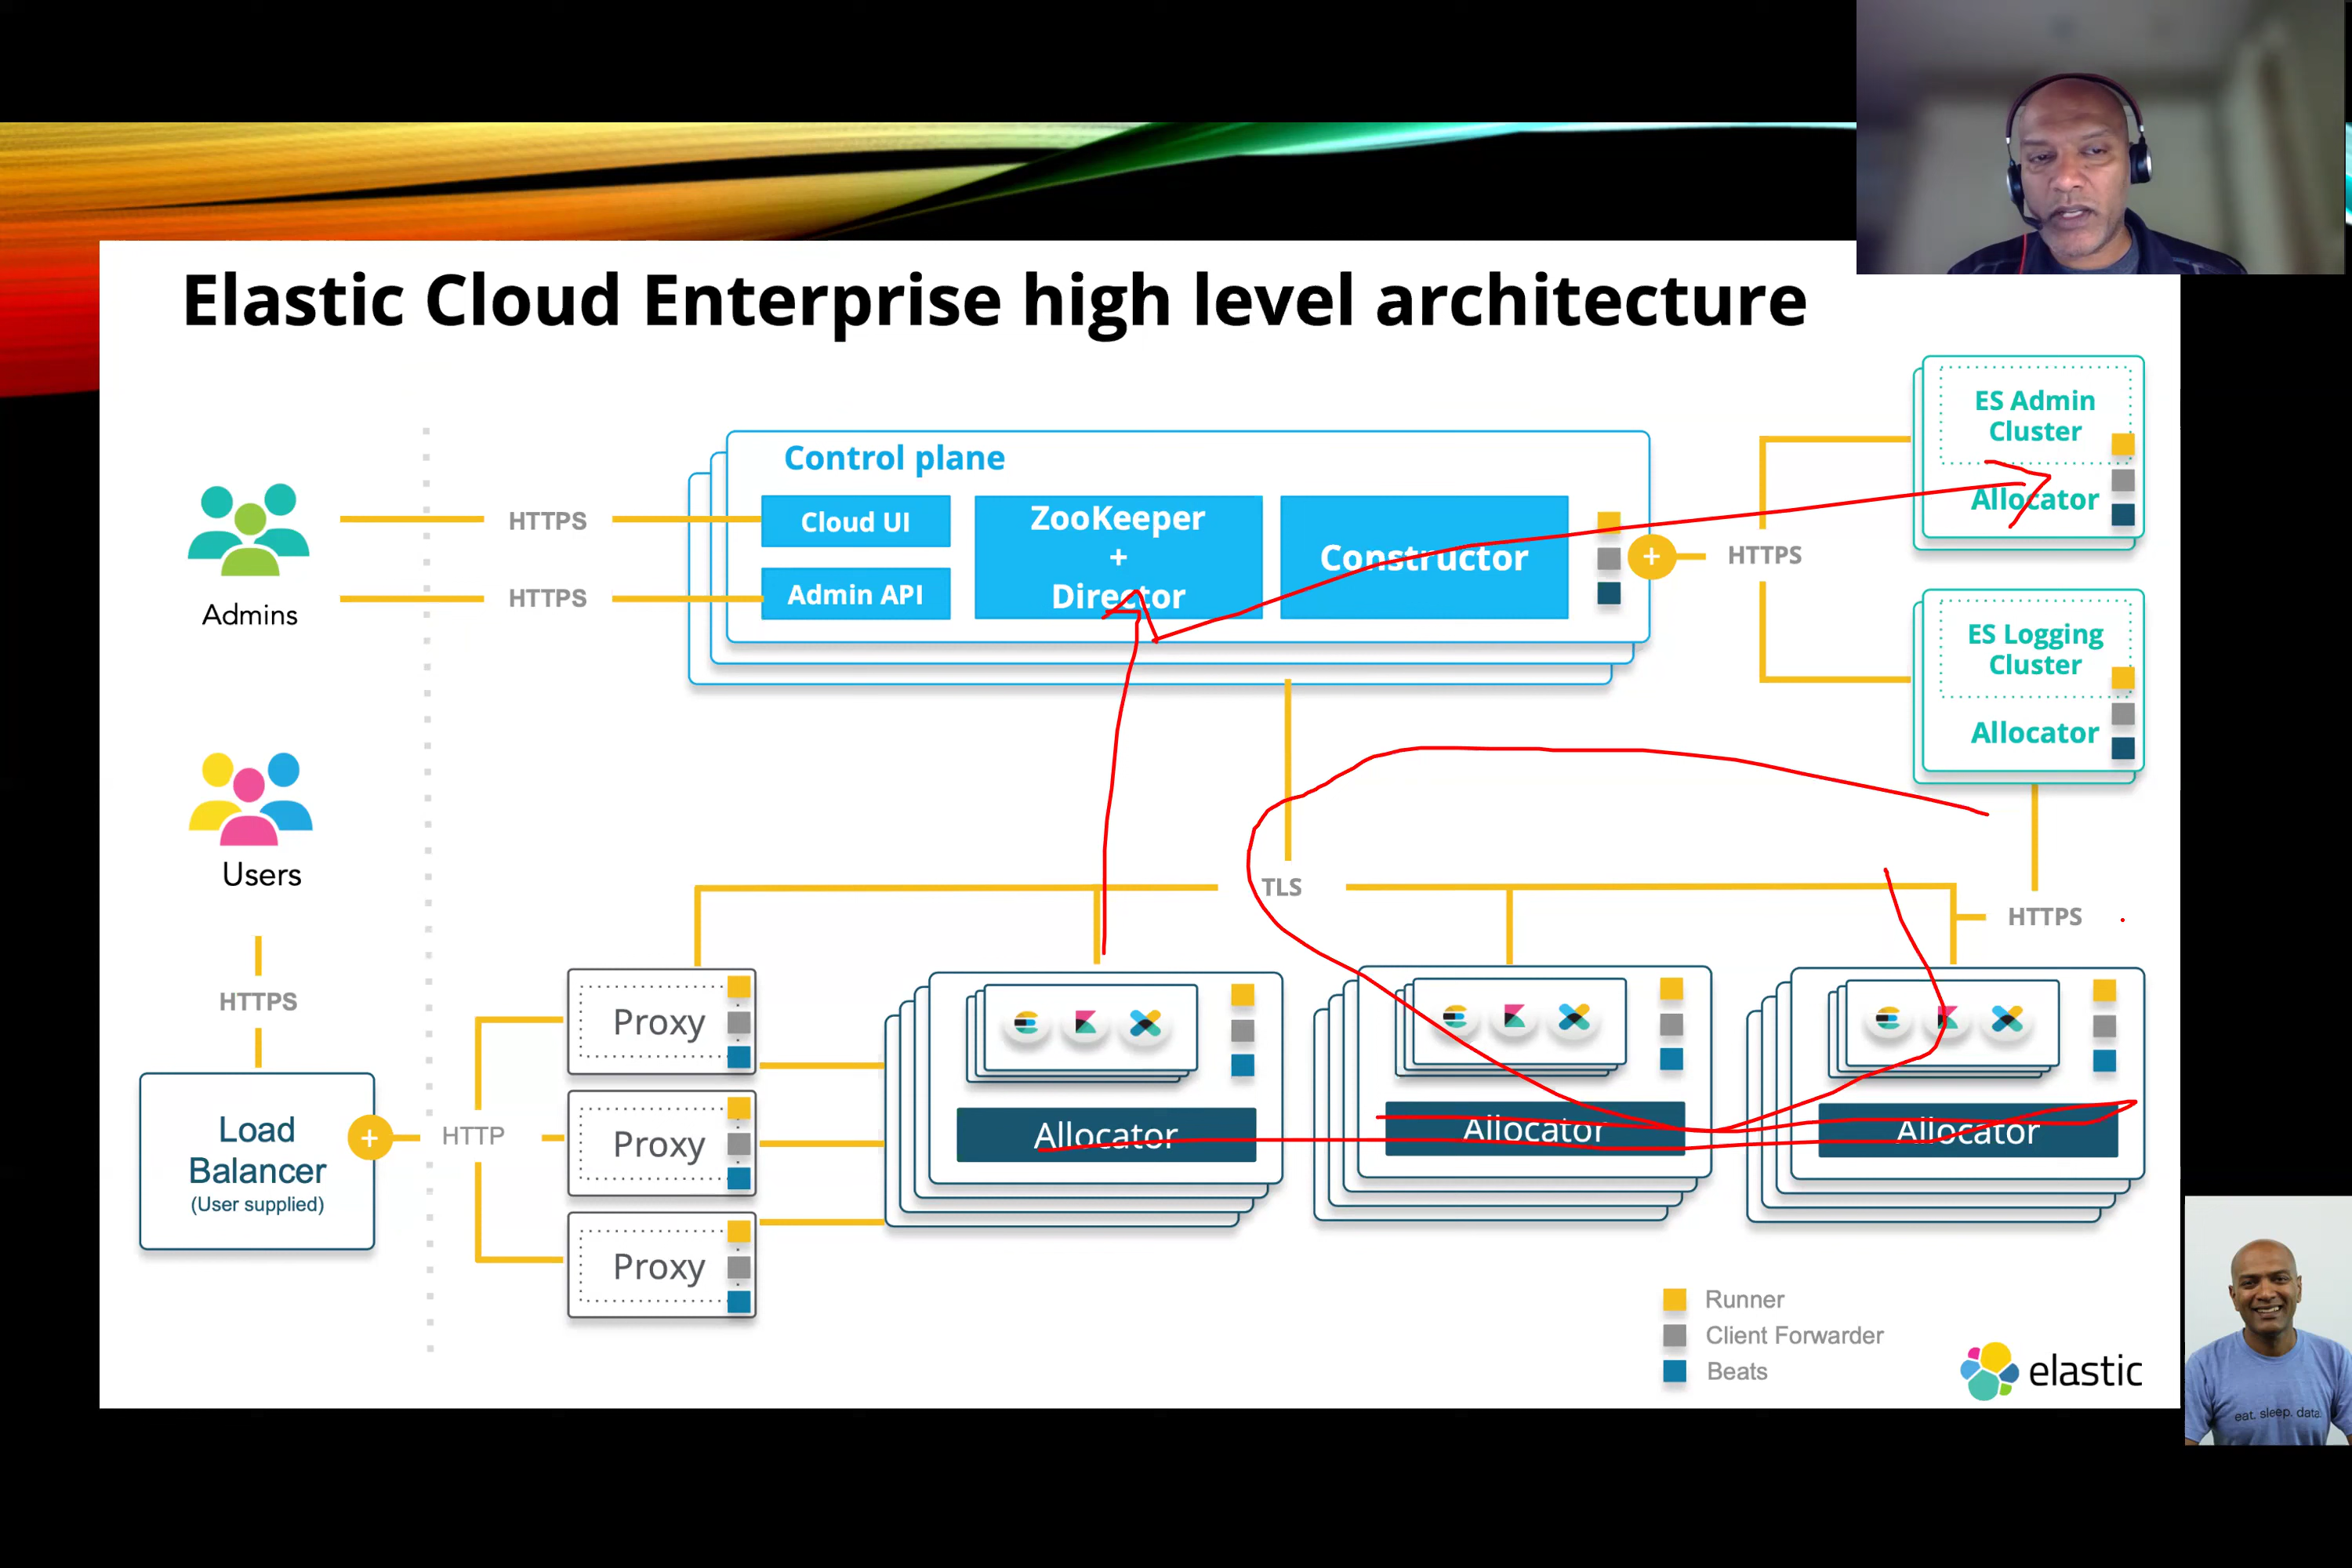 Elastic Cloud Enterprise high level architecture
Control plane
Cloud UI
Admin API
ZooKeeper
+
Director
Constructor
+
HTTPS
ES Admin
Cluster
Allocator
ES Logging
Cluster
Allocator
HTTPS
HTTPS
Admins
Users
HTTPS
TLS
HTTPS
Load
Balancer
(User supplied)
+
HTTP
Proxy
Proxy
Proxy
Allocator
Allocator
Allocator
Runner
Client Forwarder
Beats
elastic
eat. sleep. data.